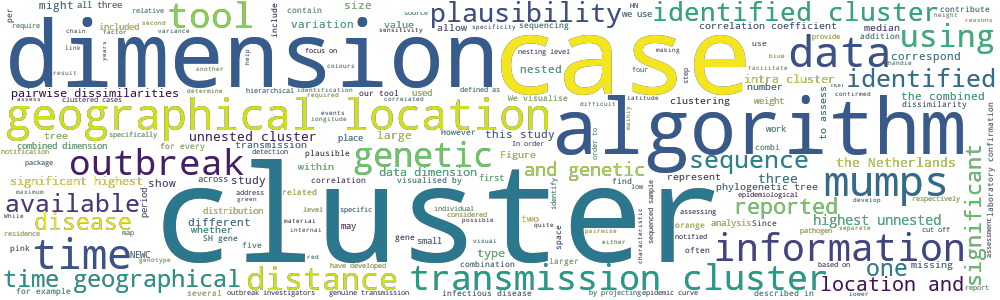 might all three
relative
contain
variation
size
source
plausibility
HN
we use
identified cluster
contribute
per
link
included
second
another
include
sensitivity
value
allow
specificity
sequencing
correlation coefficient
median
provide
height
reasons
dimension
case
tool
using
chain
factor
variance
years
help
focus on
colours
nesting level
making
four
nested
step
use
blue
facilitate
addition
data
correspond
handle
result
determine
hierarchical
identification
required
intra cluster
non
confirmed
identified
pairwise dissimilarities
assess
clustered cases
our tool
used
correlated
defined as
We visualise
difficult
latitude
clustering
number
weight
to assess
the combined
dissimilarity
geographical location
algorithm
events
longitude
order to
mainly
work
combi
tree
specifically
unnested cluster
place
large
However
this study
combined dimension
for every
transmission
detection
In order
notification
package
outbreak
within
plausible
genetic
data dimension
Figure
and genetic
sequence
represent
three
the Netherlands
Executive
phylogenetic tree
epidemiological
develop
respectively
mumps
significant
laboratory confirmation
assessment
significant highest
show
across
study
correlation
visualised by
first
find
low
individual
considered
possible
quite
visual
identify
space
characteristic
sequenced sample
assessing
orange
notified
often
analysis
Since
pathogen
separate
reported
cut off
highest unnested
available
disease
period
distribution
different
whether
address
green
related
level
material
internal
specific
may
two
type
larger
either
pairwise
information
one
missing
based on
lower
time
cluster
residence
while
map
pink
maximum
NEWC
genotype
SH gene
five
red
have developed
gene
small
combination
time geographical
distance
transmission cluster
location and
report
for example
several
outbreak investigators
genuine transmission
infectious disease
by projecting
epidemic curve
described in